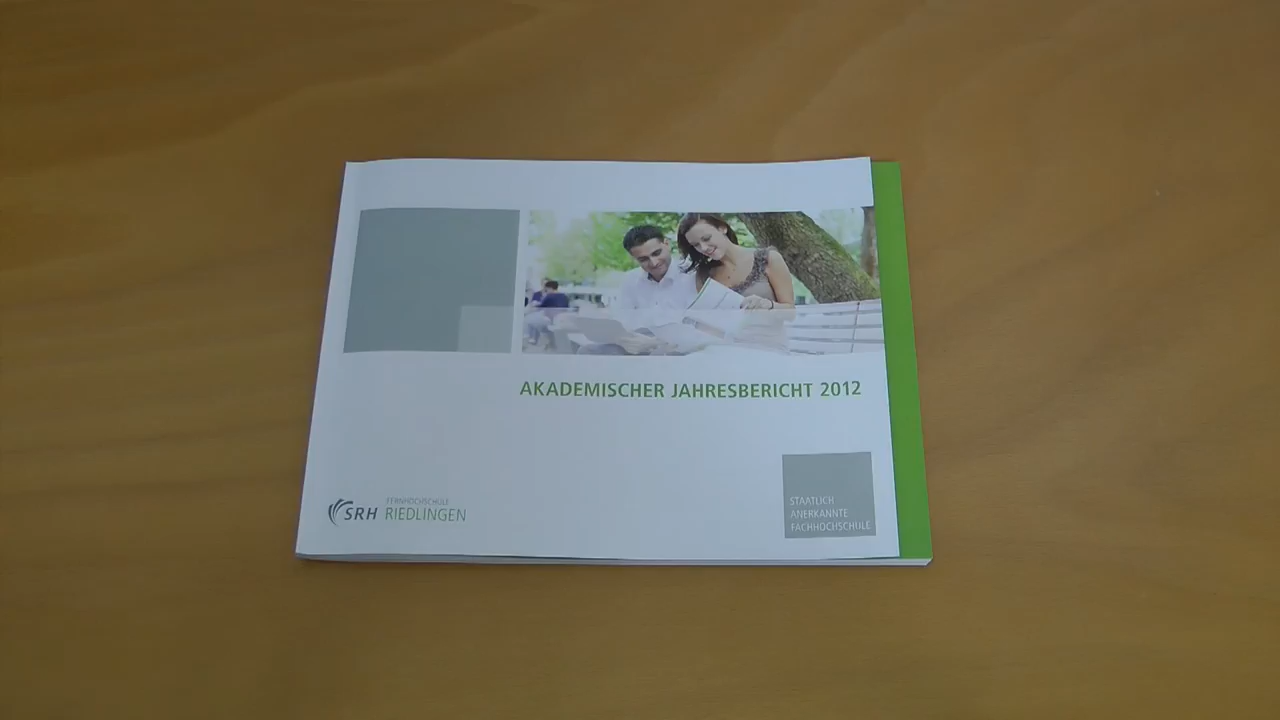 AKADEMISCHER JAHRESBERICHT 2012
FERNHOCHSCHULE
SRH RIEDLINGEN
STAATLICH
ANERKANNTE
FACHHOCHSCHULE